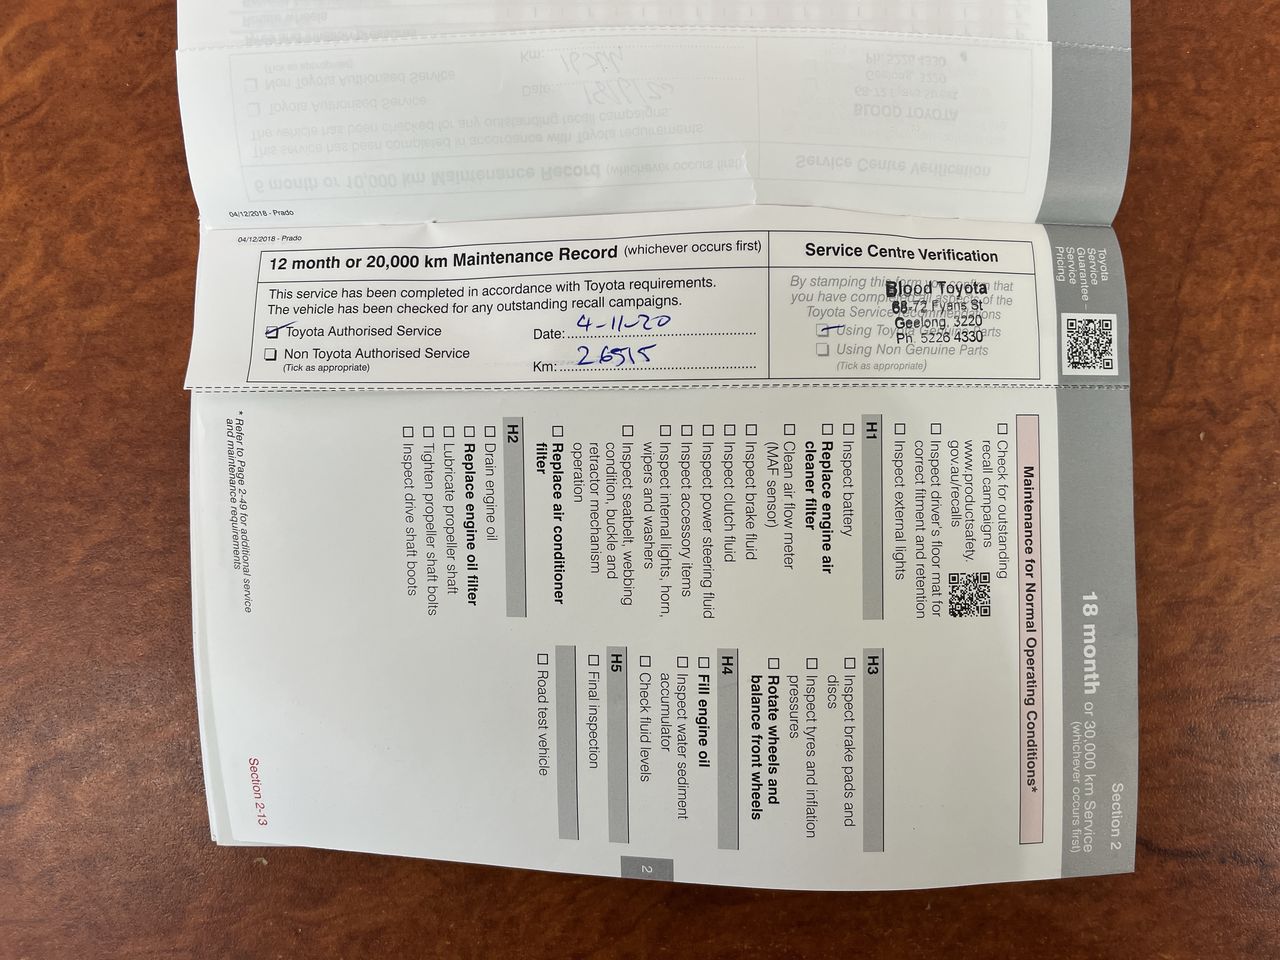 04/12/2018 - Prado
04/12/2018 - Prado
12 month or 20,000 km Maintenance Record (whichever occurs first)
This service has been completed in accordance with Toyota requirements.
The vehicle has been checked for any outstanding recall campaigns.
Toyota Authorised Service
Non Toyota Authorised Service
(Tick as appropriate)
Date: 4-11-20
Km: 26515
Service Centre Verification
By stamping this form you confirm that
you have completed all aspects of the
Toyota Service recommendations
Using Toyota Genuine Parts
Using Non Genuine Parts
(Tick as appropriate)
Blood Toyota
68-72 Fyans St
Geelong, 3220
Ph. 5226 4330
Toyota
Service
Guarantee
Service
Pricing
Section 2
18 month or 30,000 km Service
(whichever occurs first)
Maintenance for Normal Operating Conditions*
Check for outstanding
recall campaigns
www.productsafety.
gov.au/recalls
Inspect driver's floor mat for
correct fitment and retention
Inspect external lights
H1
Inspect battery
Replace engine air
cleaner filter
Clean air flow meter
(MAF sensor)
Inspect brake fluid
Inspect clutch fluid
Inspect power steering fluid
Inspect accessory items
Inspect internal lights, horn,
wipers and washers
Inspect seatbelt, webbing
condition, buckle and
retractor mechanism
operation
Replace air conditioner
filter
H2
Drain engine oil
Replace engine oil filter
Lubricate propeller shaft
Tighten propeller shaft bolts
Inspect drive shaft boots
H3
Inspect brake pads and
discs
Inspect tyres and inflation
pressures
Rotate wheels and
balance front wheels
H4
Fill engine oil
Inspect water sediment
accumulator
Check fluid levels
H5
Final inspection
Road test vehicle
* Refer to Page 2-49 for additional service
and maintenance requirements
Section 2-13
2